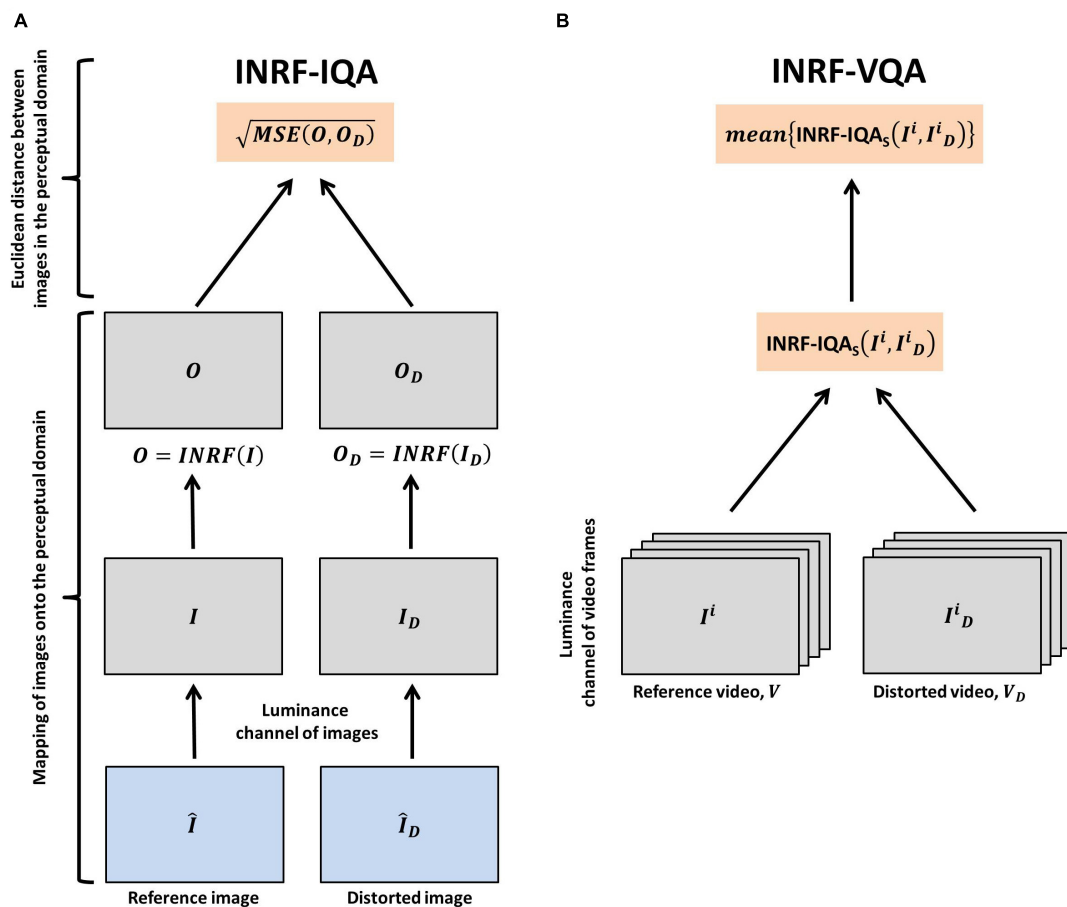 A
INRF-IQA
√MSE(O, O_D)
Euclidean distance between
images in the perceptual domain
O
O_D
O = INRF(I)
O_D = INRF(I_D)
Mapping of images onto the perceptual domain
I
I_D
Luminance
channel of images
Î
Î_D
Reference image
Distorted image
B
INRF-VQA
mean{INRF-IQA_S(I^i, I^i_D)}
INRF-IQA_S(I^i, I^i_D)
Luminance
channel of video frames
I^i
I^i_D
Reference video, V
Distorted video, V_D